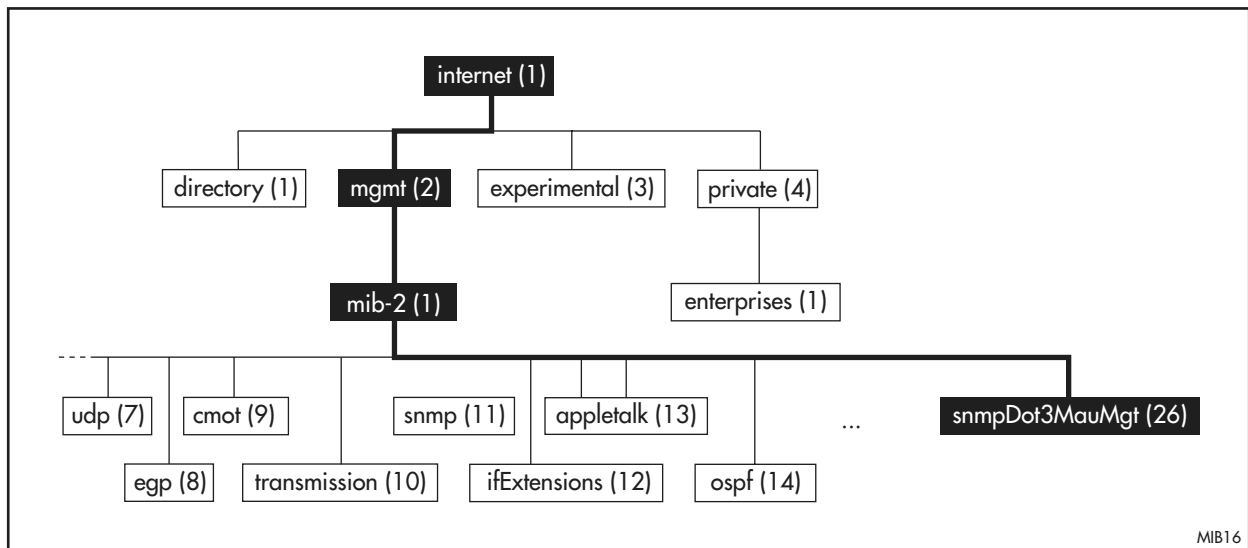 internet (1)
directory (1)
mgmt (2)
experimental (3)
private (4)
mib-2 (1)
enterprises (1)
udp (7)
cmot (9)
snmp (11)
appletalk (13)
...
snmpDot3MauMgt (26)
egp (8)
transmission (10)
ifExtensions (12)
ospf (14)
MIB16